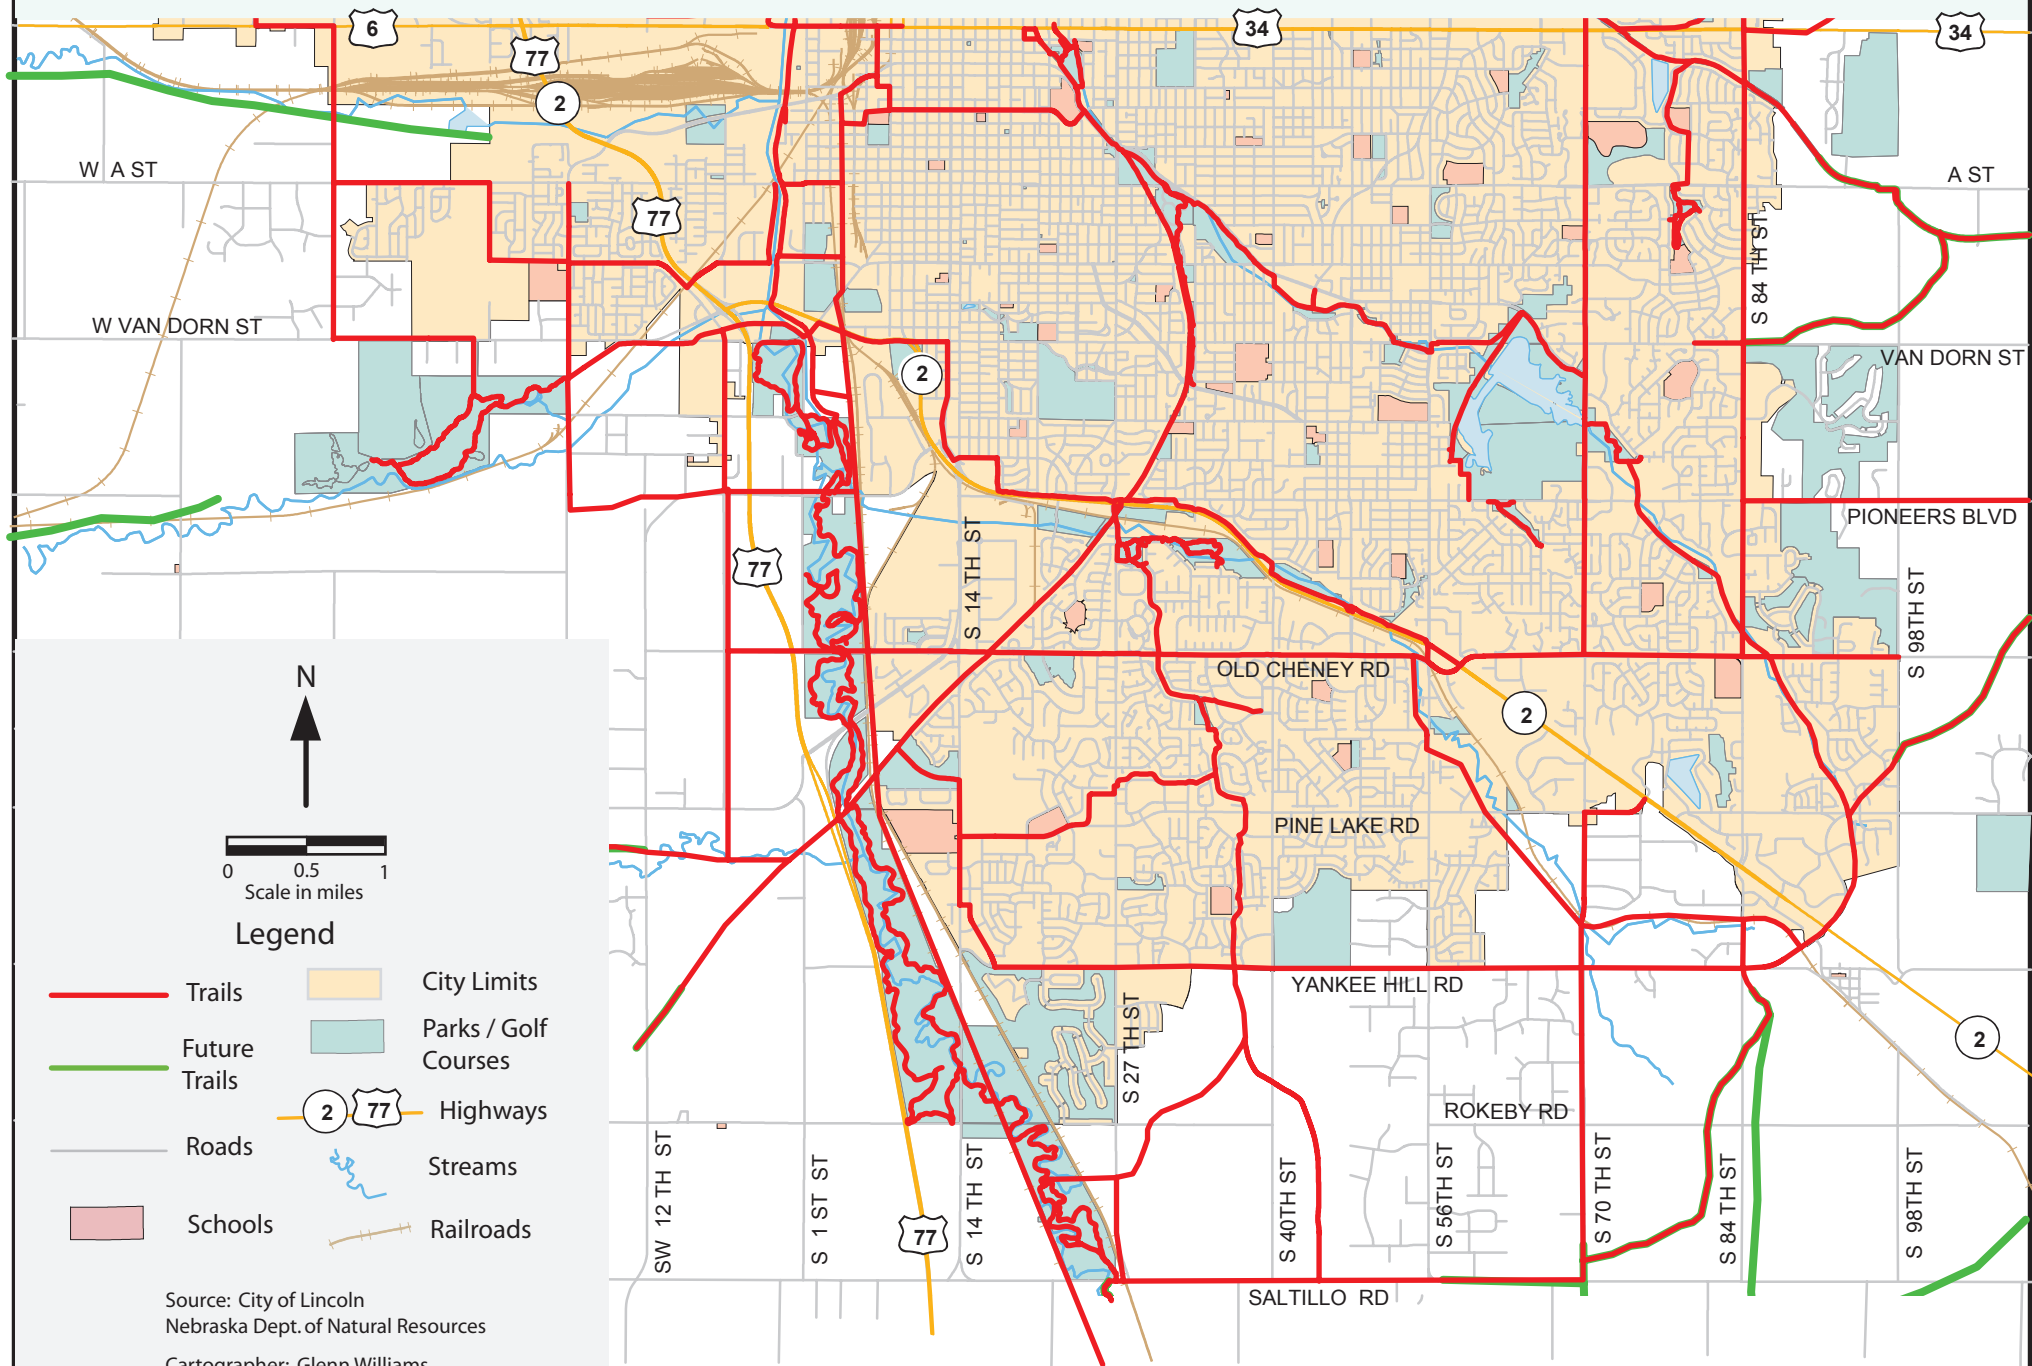 6
77
34
34
2
W A ST
A ST
77
S 84 TH ST
W VAN DORN ST
VAN DORN ST
2
PIONEERS BLVD
S 14 TH ST
77
S 98TH ST
OLD CHENEY RD
2
PINE LAKE RD
YANKEE HILL RD
S 27 TH ST
2
ROKEBY RD
SW 12 TH ST
S 1 ST ST
S 14 TH ST
S 40TH ST
S 56TH ST
S 70 TH ST
S 84 TH ST
S 98TH ST
77
SALTILLO RD
N
0 0.5 1
Scale in miles
Legend
Trails
City Limits
Future
Trails
Parks / Golf
Courses
2 77 Highways
Roads
Streams
Schools
Railroads
Source: City of Lincoln
Nebraska Dept. of Natural Resources
Cartographer: Glenn Williams